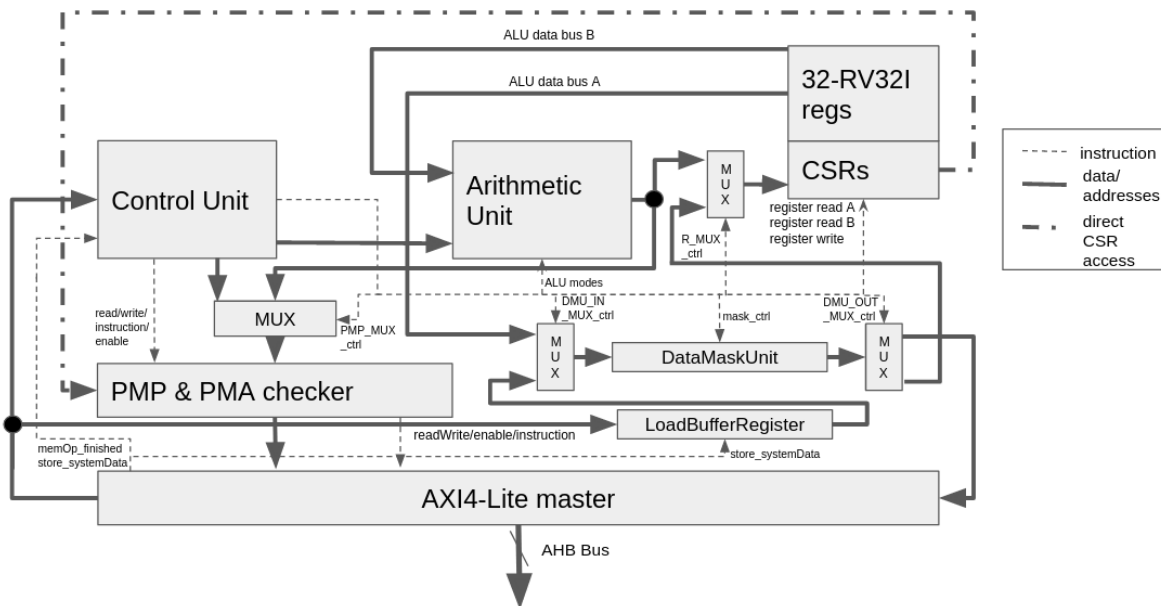 ALU data bus B
ALU data bus A
32-RV32I
regs
CSRs
instruction
data/
addresses
direct
CSR
access
Control Unit
Arithmetic
Unit
M
U
X
register read A
register read B
register write
R_MUX
_ctrl
ALU modes
MUX
read/write/
instruction/
enable
PMP_MUX
_ctrl
DMU_IN
_MUX_ctrl
mask_ctrl
DMU_OUT
_MUX_ctrl
M
U
X
DataMaskUnit
M
U
X
PMP & PMA checker
LoadBufferRegister
readWrite/enable/instruction
memOp_finished
store_systemData
store_systemData
AXI4-Lite master
AHB Bus